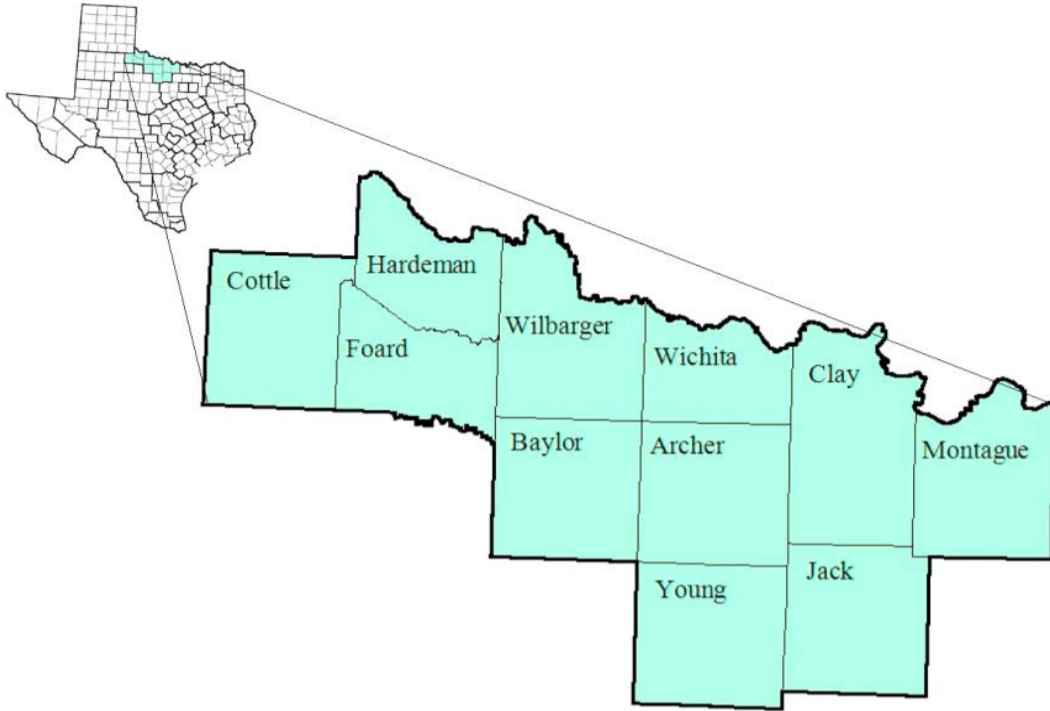 Hardeman
Cottle
Wilbarger
Foard
Wichita
Clay
Baylor
Archer
Montague
Jack
Young